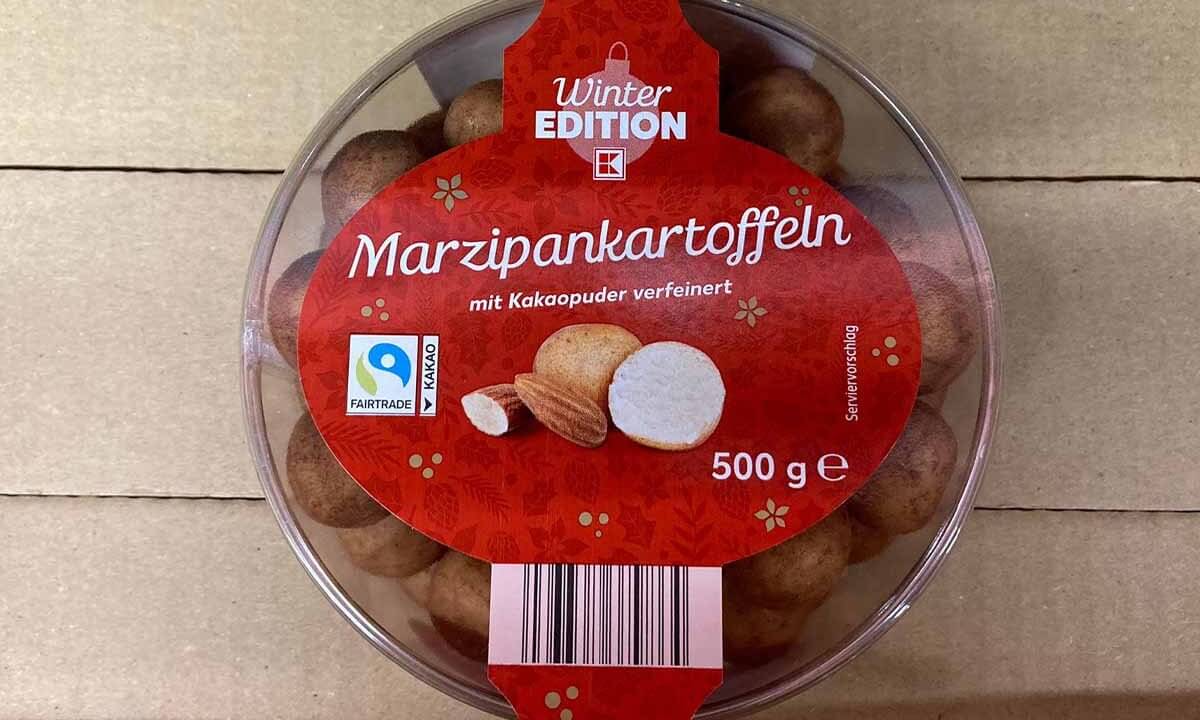 Winter
EDITION
K
Marzipankartoffeln
mit Kakaopuder verfeinert
FAIRTRADE
KAKAO
Serviervorschlag
500 g ℮